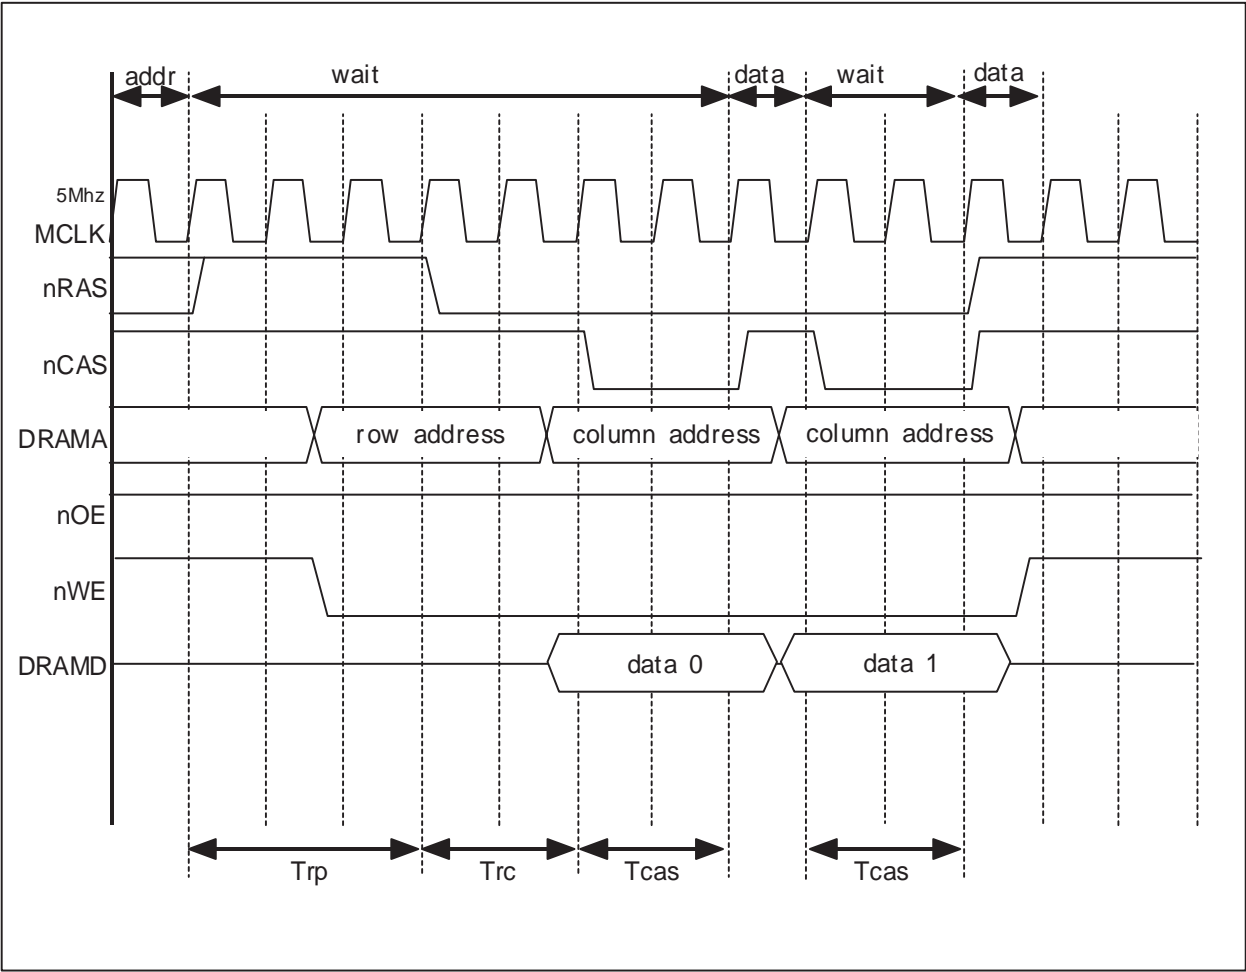 addr wait data wait data
5Mhz
MCLK
nRAS
nCAS
DRAMA row address column address column address
nOE
nWE
DRAMD data 0 data 1
Trp Trc Tcas Tcas